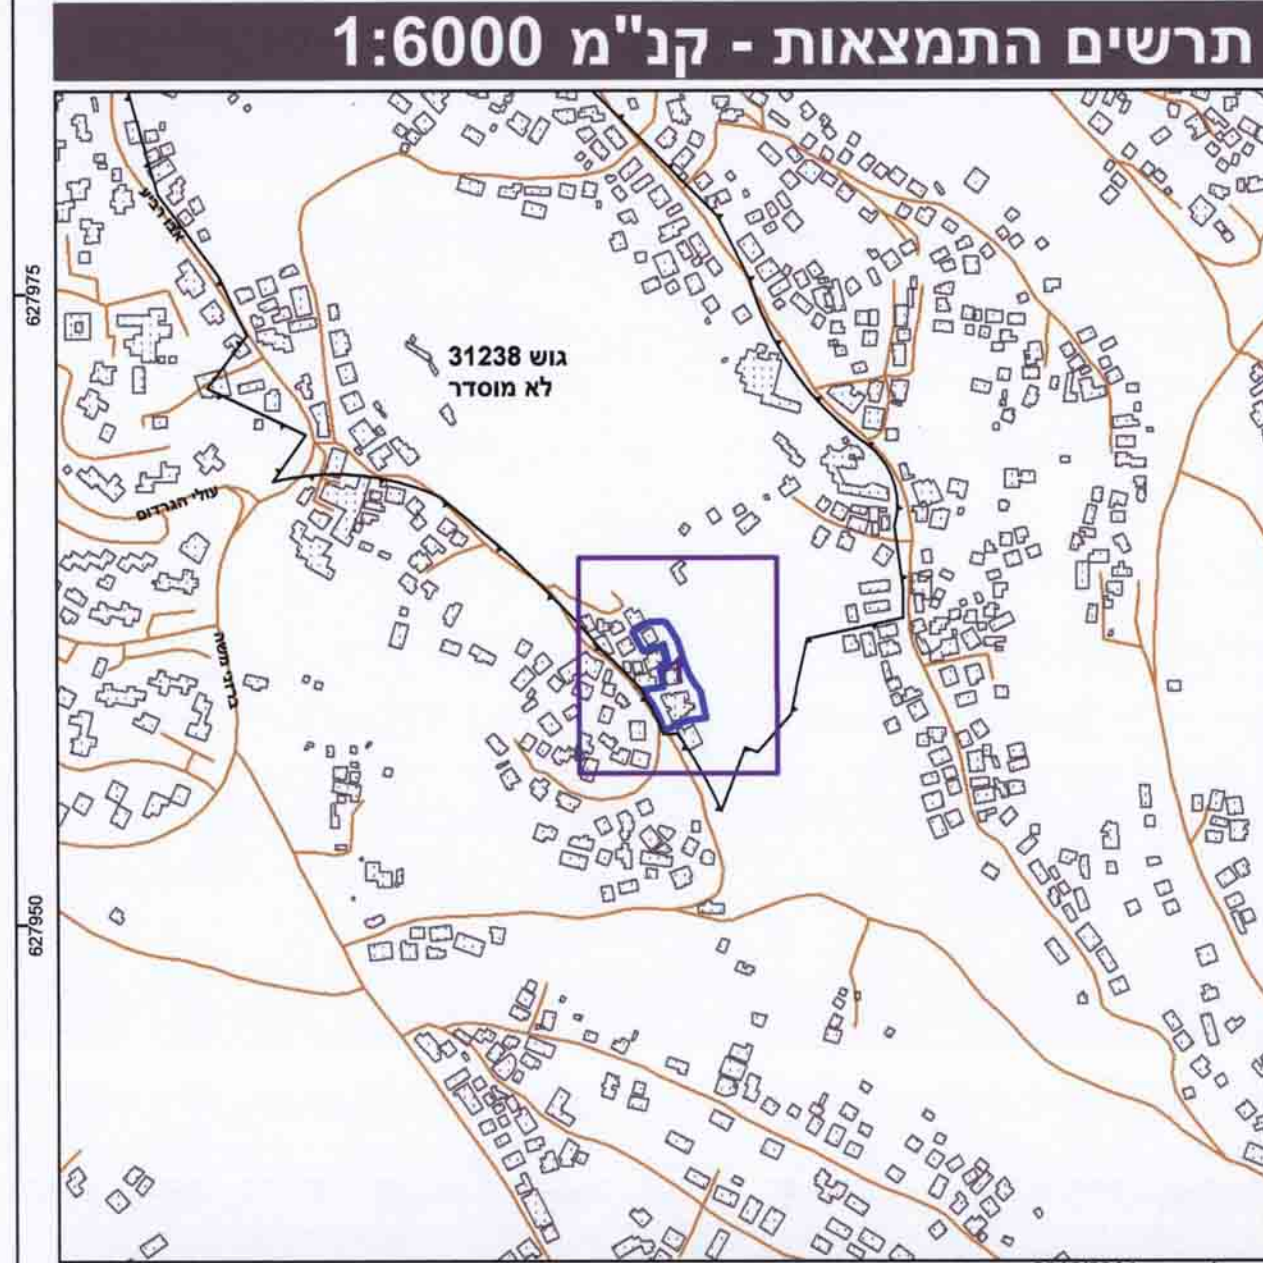 תרשים התמצאות - קנ"מ 1:6000
627975
גוש 31238
לא מוסדר
עולי הגרדום
627950